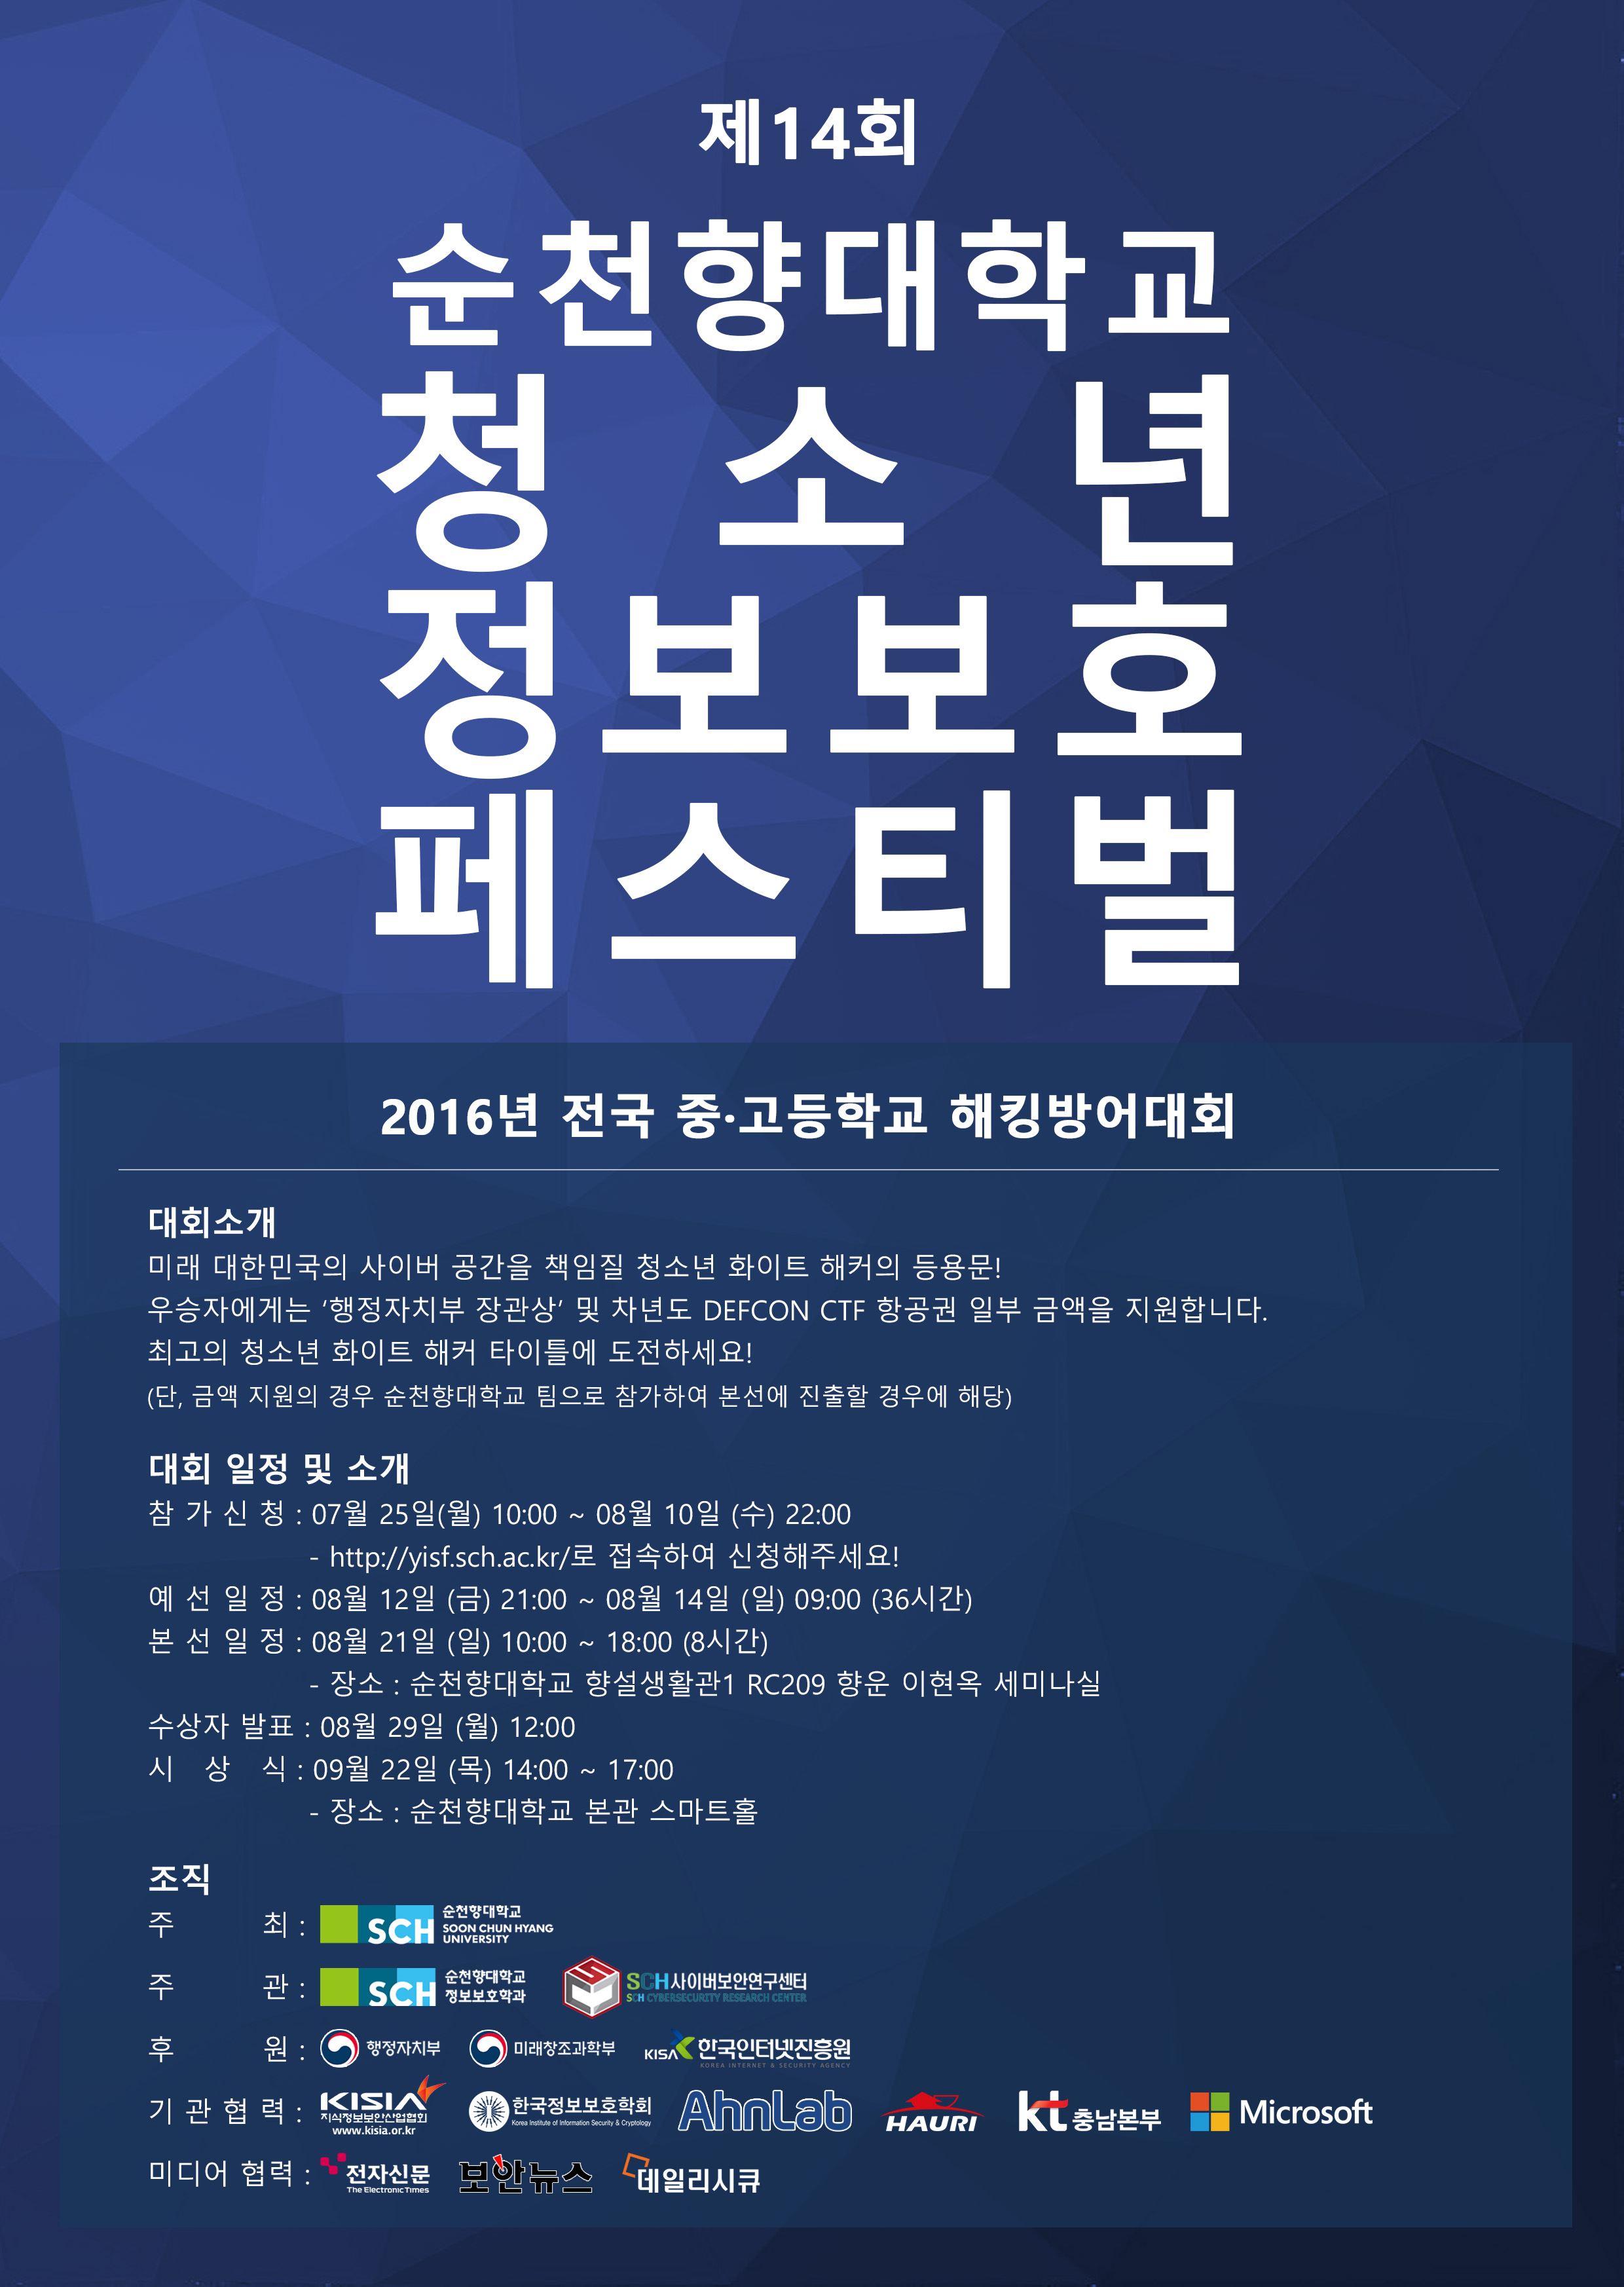 제14회
순천향대학교
청 소 년
정보보호
페스티벌
2016년 전국 중·고등학교 해킹방어대회
대회소개
미래 대한민국의 사이버 공간을 책임질 청소년 화이트 해커의 등용문!
우승자에게는 ‘행정자치부 장관상’ 및 차년도 DEFCON CTF 항공권 일부 금액을 지원합니다.
최고의 청소년 화이트 해커 타이틀에 도전하세요!
(단, 금액 지원의 경우 순천향대학교 팀으로 참가하여 본선에 진출할 경우에 해당)
대회 일정 및 소개
참 가 신 청 : 07월 25일(월) 10:00 ~ 08월 10일 (수) 22:00
- http://yisf.sch.ac.kr/로 접속하여 신청해주세요!
예 선 일 정 : 08월 12일 (금) 21:00 ~ 08월 14일 (일) 09:00 (36시간)
본 선 일 정 : 08월 21일 (일) 10:00 ~ 18:00 (8시간)
- 장소 : 순천향대학교 향설생활관1 RC209 향운 이현옥 세미나실
수상자 발표 : 08월 29일 (월) 12:00
시 상 식 : 09월 22일 (목) 14:00 ~ 17:00
- 장소 : 순천향대학교 본관 스마트홀
조직
주 최 : SCH 순천향대학교
SOON CHUN HYANG
UNIVERSITY
주 관 : SCH 순천향대학교
정보보호학과
SCH사이버보안연구센터
SCH CYBERSECURITY RESEARCH CENTER
후 원 : 행정자치부 미래창조과학부 KISA 한국인터넷진흥원
KOREA INTERNET & SECURITY AGENCY
기 관 협 력 : KISIA
지식정보보안산업협회
www.kisia.or.kr
한국정보보호학회
Korea Institute of Information Security & Cryptology
AhnLab HAURI kt 충남본부 Microsoft
미디어 협력 : 전자신문
The Electronic Times
보안뉴스 데일리시큐